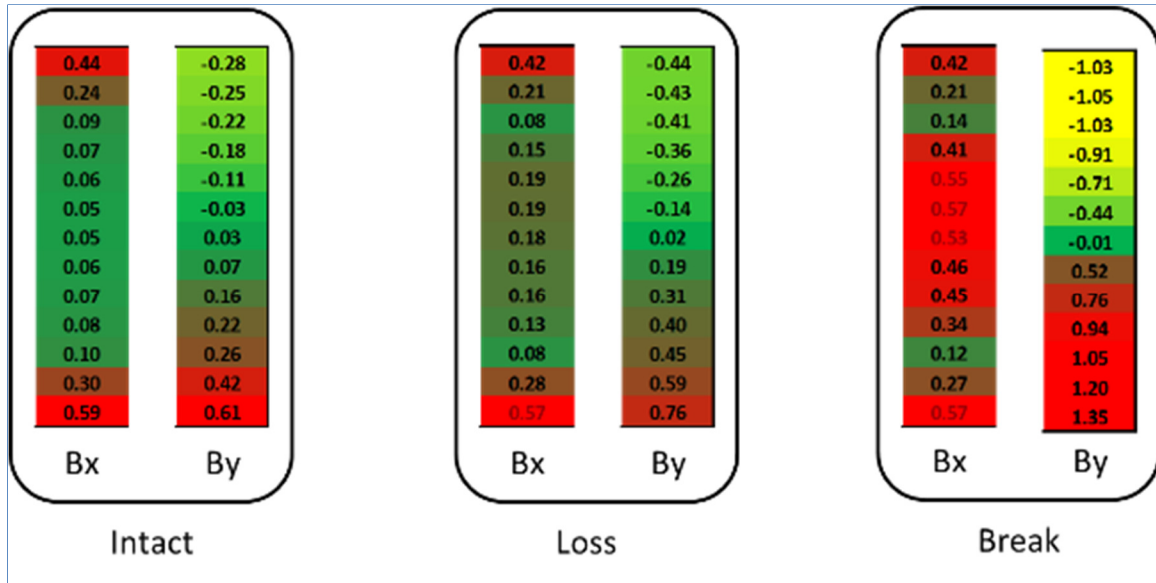 0.44 -0.28 0.42 -0.44 0.42 -1.03
0.24 -0.25 0.21 -0.43 0.21 -1.05
0.09 -0.22 0.08 -0.41 0.14 -1.03
0.07 -0.18 0.15 -0.36 0.41 -0.91
0.06 -0.11 0.19 -0.26 0.55 -0.71
0.05 -0.03 0.19 -0.14 0.57 -0.44
0.05 0.03 0.18 0.02 0.53 -0.01
0.06 0.07 0.16 0.19 0.46 0.52
0.07 0.16 0.16 0.31 0.45 0.76
0.08 0.22 0.13 0.40 0.34 0.94
0.10 0.26 0.08 0.45 0.12 1.05
0.30 0.42 0.28 0.59 0.27 1.20
0.59 0.61 0.57 0.76 0.57 1.35
Bx By Bx By Bx By
Intact Loss Break